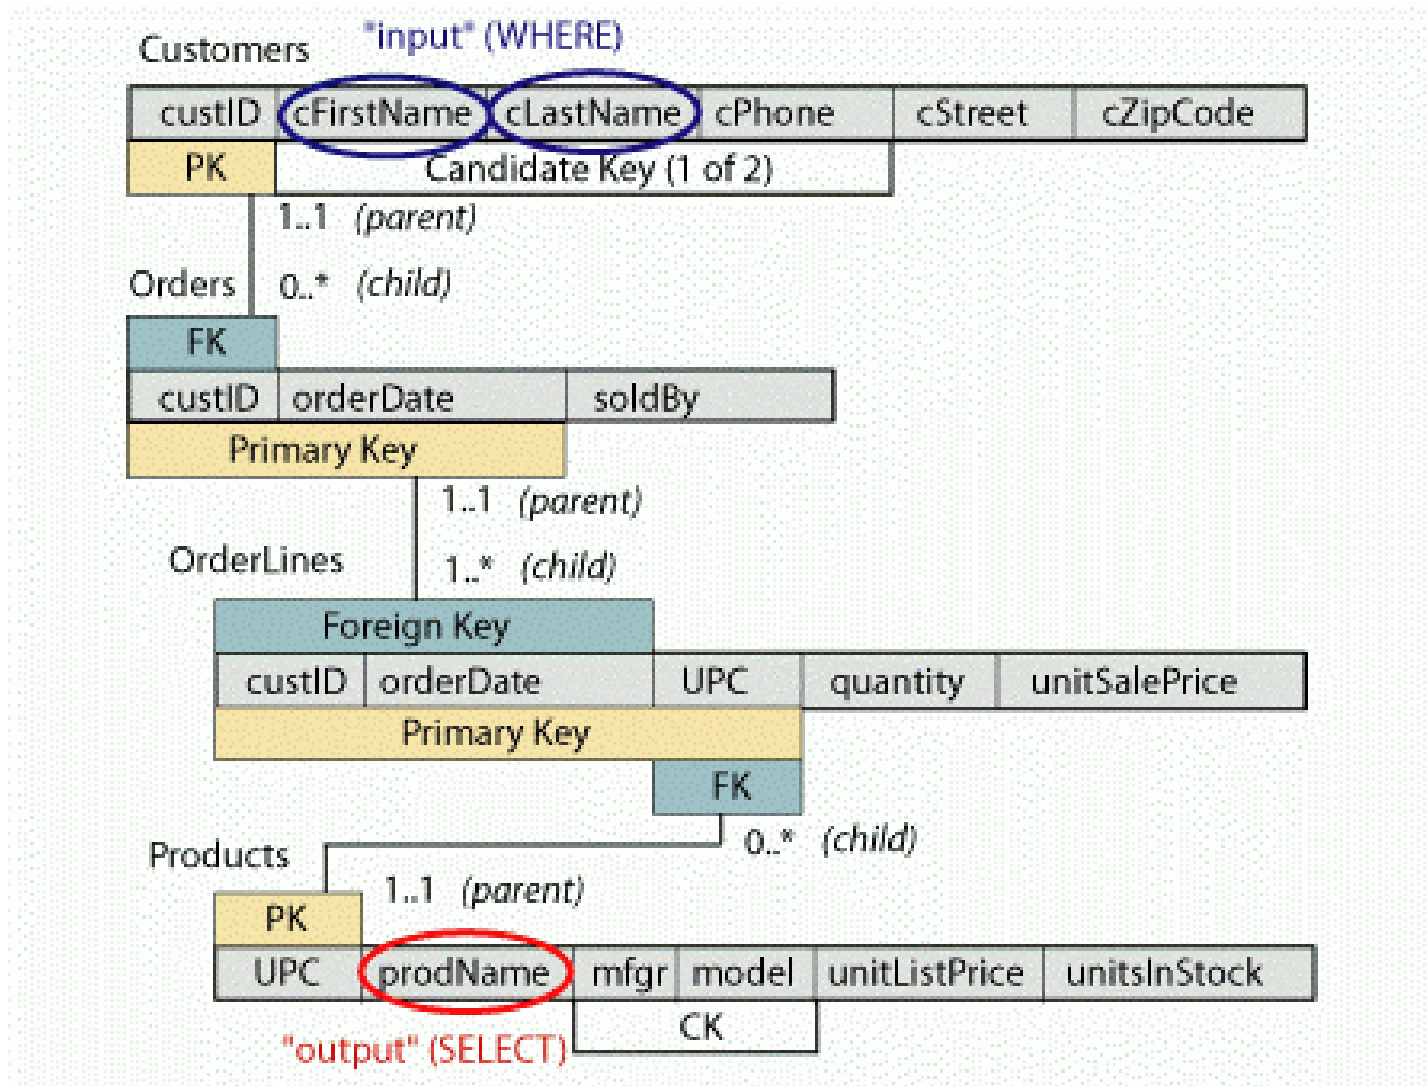 "input" (WHERE)
Customers
custID cFirstName cLastName cPhone cStreet cZipCode
PK Candidate Key (1 of 2)
1..1 (parent)
Orders 0..* (child)
FK
custID orderDate soldBy
Primary Key
1..1 (parent)
OrderLines 1..* (child)
Foreign Key
custID orderDate UPC quantity unitSalePrice
Primary Key
FK
0..* (child)
Products
1..1 (parent)
PK
UPC prodName mfgr model unitListPrice unitsInStock
CK
"output" (SELECT)